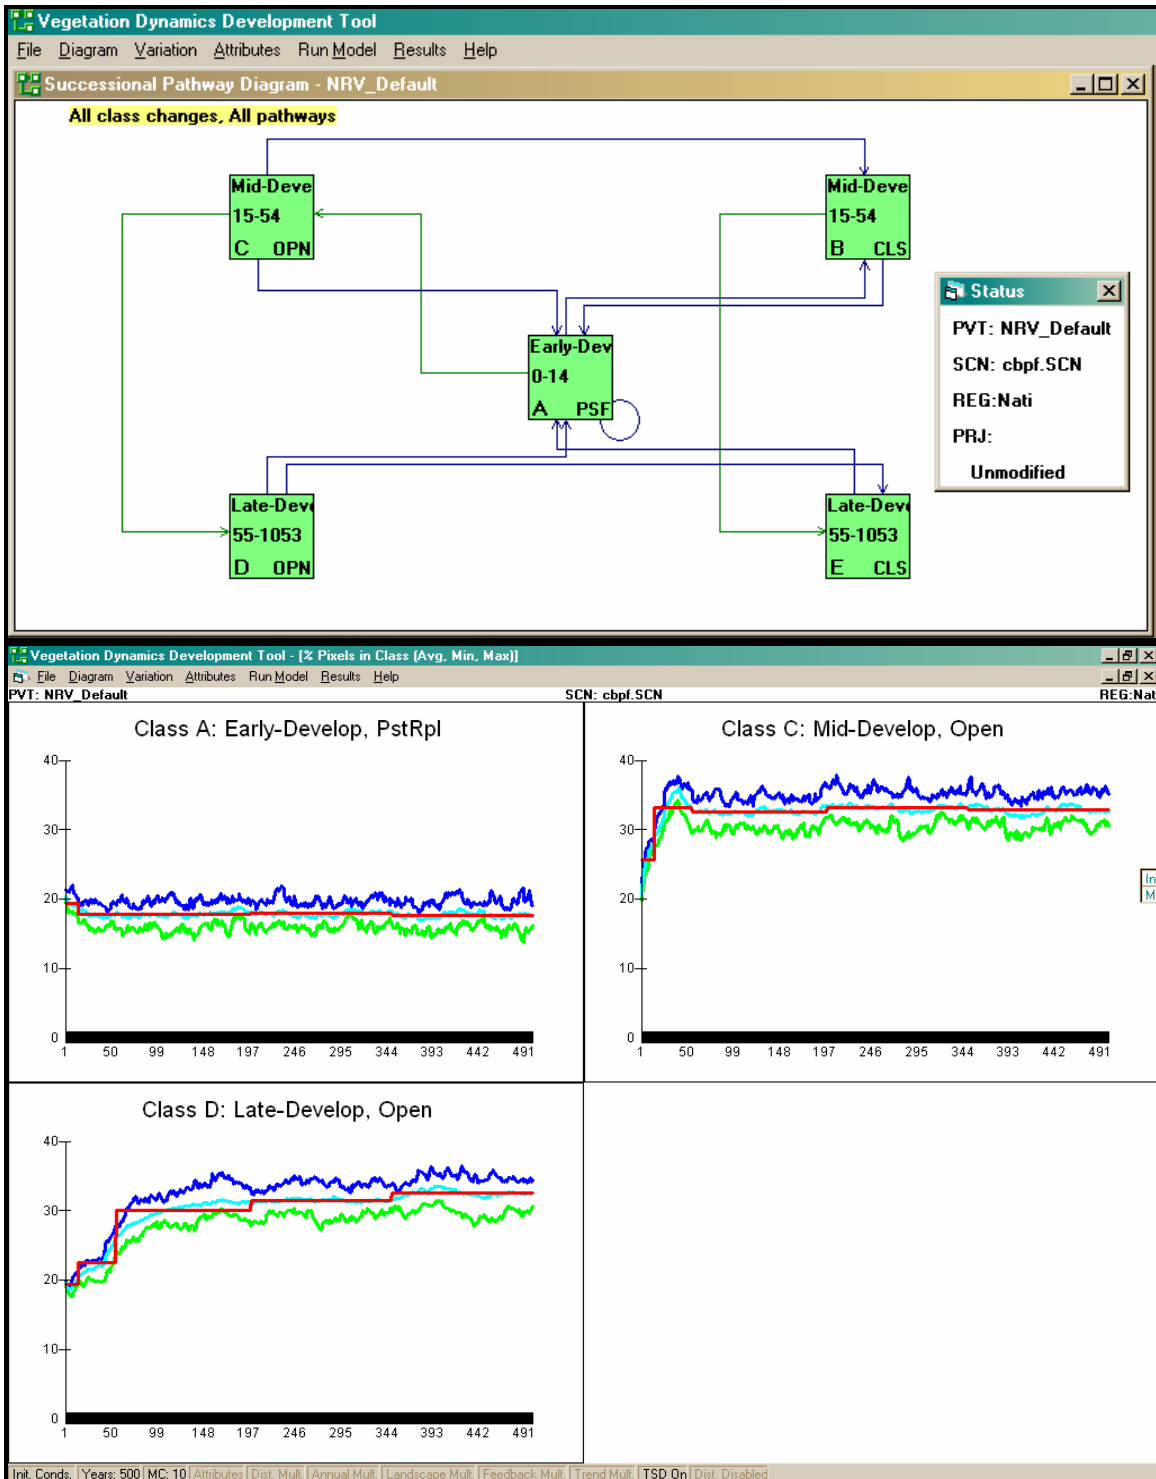 Vegetation Dynamics Development Tool
File Diagram Variation Attributes Run Model Results Help
Successional Pathway Diagram - NRV_Default
All class changes, All pathways
Mid-Deve
15-54
C OPN
Mid-Deve
15-54
B CLS
Early-Dev
0-14
A PSF
Late-Deve
55-1053
D OPN
Late-Deve
55-1053
E CLS
Status
PVT: NRV_Default
SCN: cbpf.SCN
REG:Nati
PRJ:
Unmodified
Vegetation Dynamics Development Tool - [% Pixels in Class (Avg, Min, Max)]
File Diagram Variation Attributes Run Model Results Help
PVT: NRV_Default SCN: cbpf.SCN REG:Nat
Class A: Early-Develop, PstRpl
40
30
20
10
0
1 50 99 148 197 246 295 344 393 442 491
Class C: Mid-Develop, Open
40
30
20
10
0
1 50 99 148 197 246 295 344 393 442 491
In
M
Class D: Late-Develop, Open
40
30
20
10
0
1 50 99 148 197 246 295 344 393 442 491
Init. Conds. Years: 500 MC: 10 Attributes Dist. Mult Annual Mult Landscape Mult Feedback Mult Trend Mult TSD On Dist. Disabled